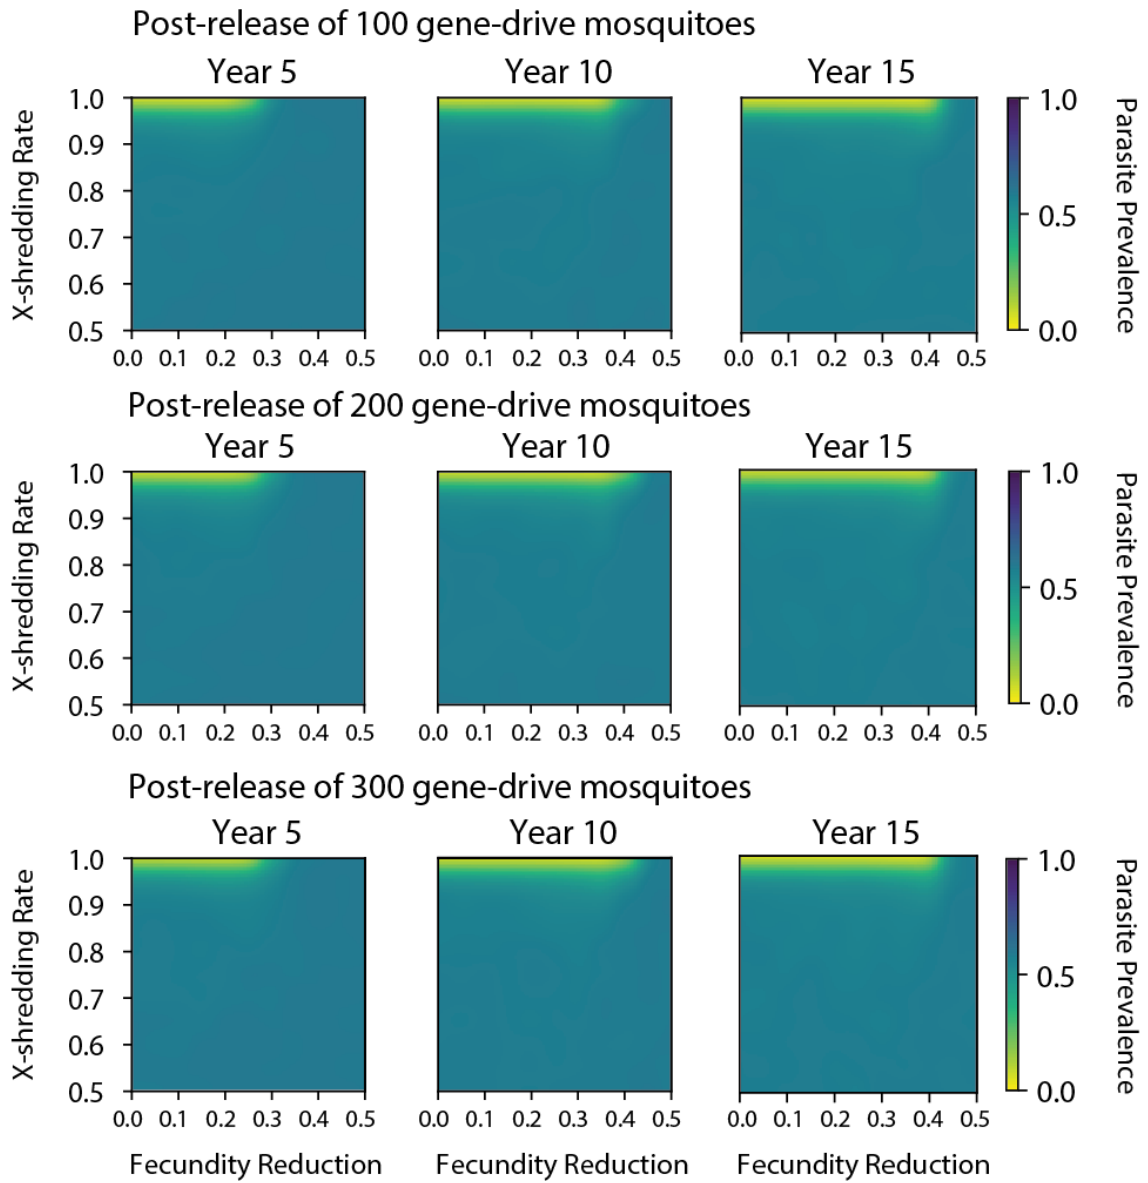 Post-release of 100 gene-drive mosquitoes
Year 5 Year 10 Year 15
X-shredding Rate
1.0
0.9
0.8
0.7
0.6
0.5
0.0 0.1 0.2 0.3 0.4 0.5
0.0 0.1 0.2 0.3 0.4 0.5
0.0 0.1 0.2 0.3 0.4 0.5
1.0
0.5
0.0
Parasite Prevalence
Post-release of 200 gene-drive mosquitoes
Year 5 Year 10 Year 15
X-shredding Rate
1.0
0.9
0.8
0.7
0.6
0.5
0.0 0.1 0.2 0.3 0.4 0.5
0.0 0.1 0.2 0.3 0.4 0.5
0.0 0.1 0.2 0.3 0.4 0.5
1.0
0.5
0.0
Parasite Prevalence
Post-release of 300 gene-drive mosquitoes
Year 5 Year 10 Year 15
X-shredding Rate
1.0
0.9
0.8
0.7
0.6
0.5
0.0 0.1 0.2 0.3 0.4 0.5
0.0 0.1 0.2 0.3 0.4 0.5
0.0 0.1 0.2 0.3 0.4 0.5
1.0
0.5
0.0
Parasite Prevalence
Fecundity Reduction Fecundity Reduction Fecundity Reduction